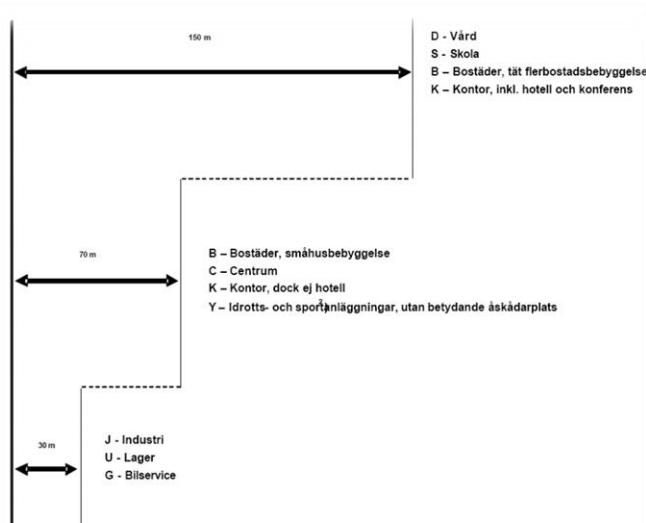 150 m
D - Vård
S - Skola
B – Bostäder, tät flerbostadsbebyggelse
K – Kontor, inkl. hotell och konferens
70 m
B – Bostäder, småhusbebyggelse
C – Centrum
K – Kontor, dock ej hotell
Y – Idrotts- och sportanläggningar, utan betydande åskådarplats
30 m
J - Industri
U - Lager
G - Bilservice